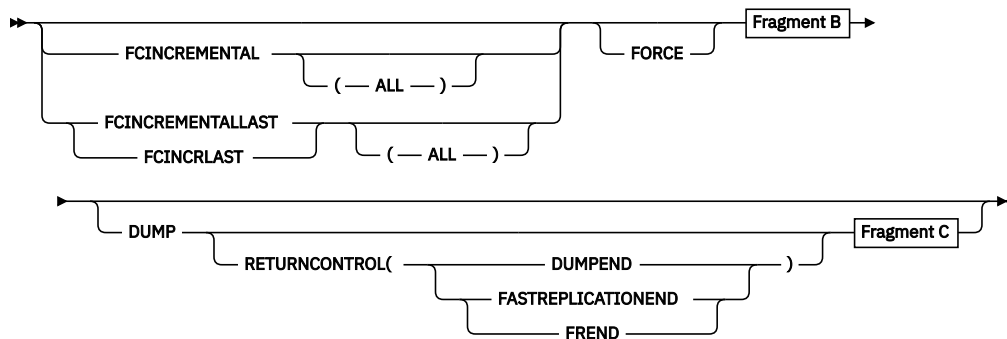 Fragment B
FCINCREMENTAL FORCE
( ALL )
FCINCREMENTALLAST
FCINCRLAST ( ALL )
DUMP Fragment C
RETURNCONTROL( DUMPEND )
FASTREPLICATIONEND
FREND